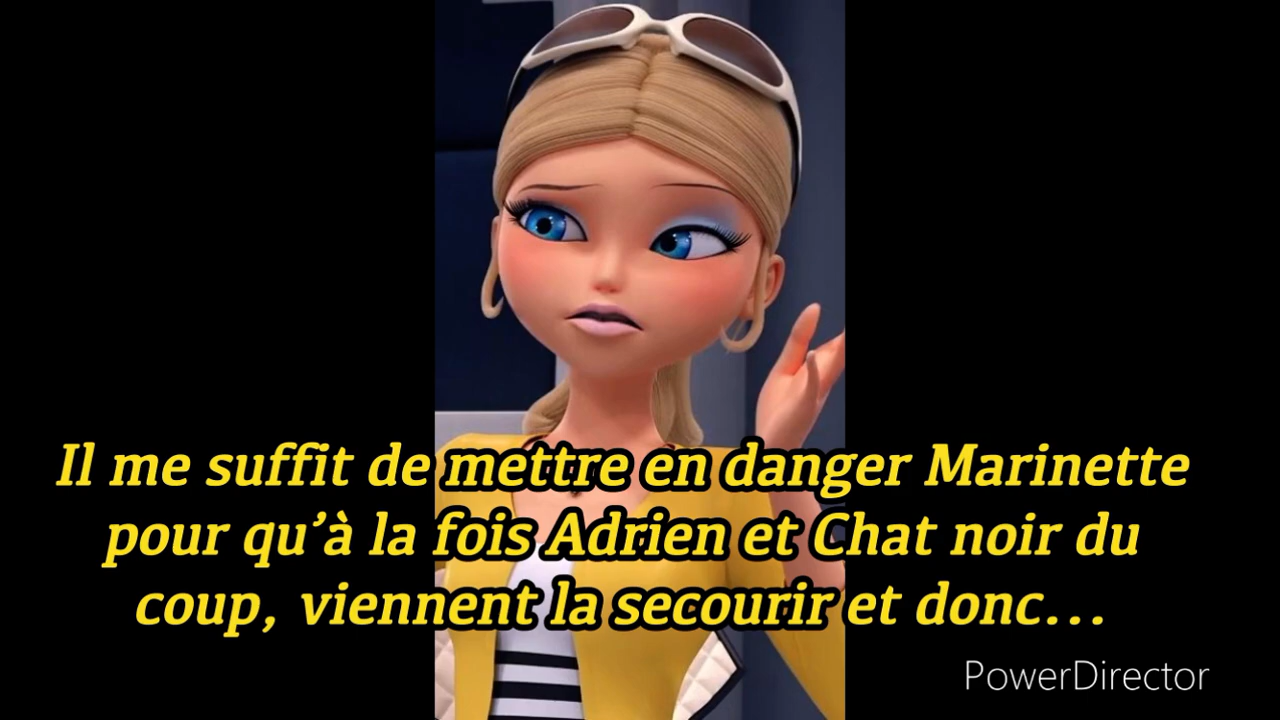 Il me suffit de mettre en danger Marinette
pour qu’à la fois Adrien et Chat noir du
coup, viennent la secourir et donc...
PowerDirector